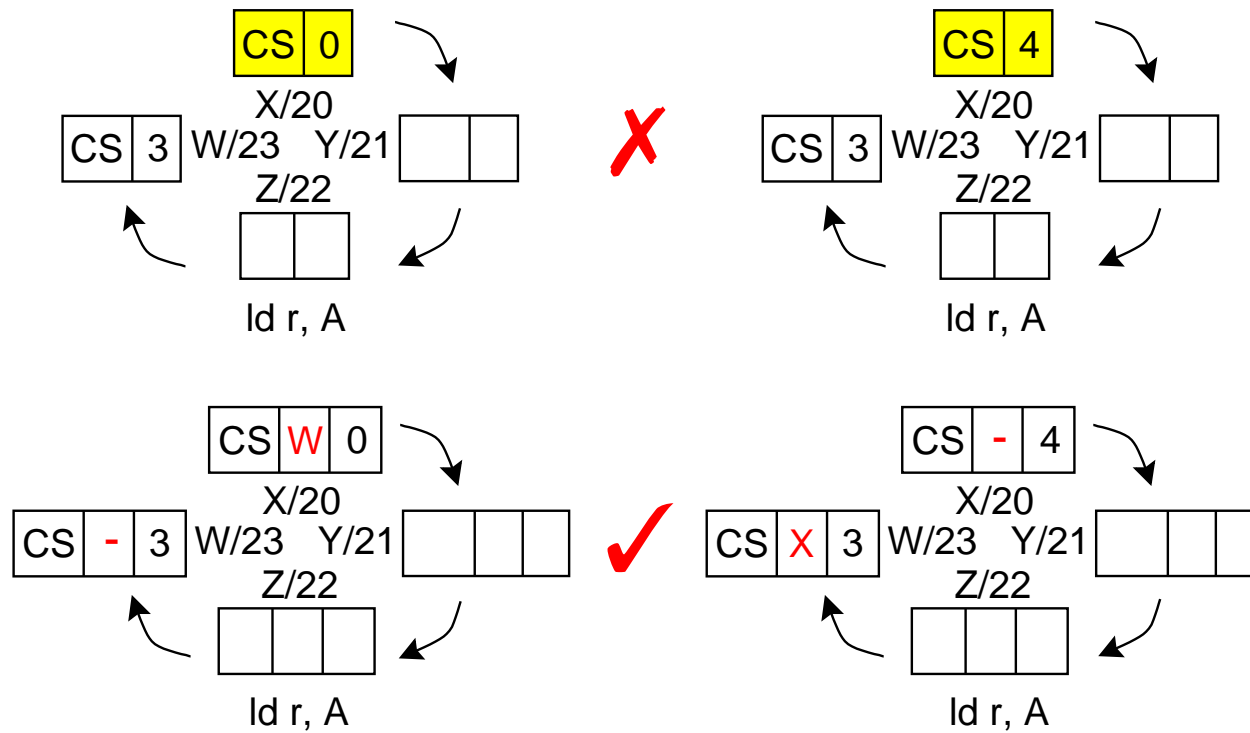 CS 0
X/20
CS 3 W/23 Y/21
Z/22
ld r, A
✗
CS 4
X/20
CS 3 W/23 Y/21
Z/22
ld r, A
CS W 0
X/20
CS - 3 W/23 Y/21
Z/22
ld r, A
✓
CS - 4
X/20
CS X 3 W/23 Y/21
Z/22
ld r, A